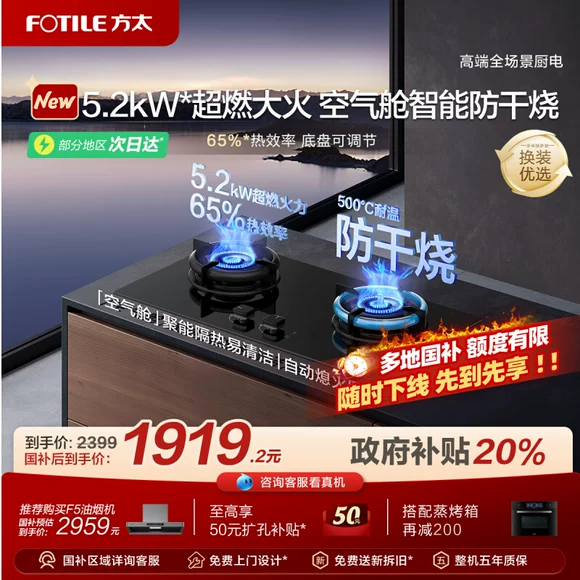 FOTILE 方太
高端全场景厨电
New 5.2kW*超燃大火 空气舱智能防干烧
部分地区 次日达*
65%*热效率 底盘可调节
换装
优选
5.2kW超燃火力
65%热效率
500℃耐温
防干烧
「空气舱」聚能隔热易清洁|自动熄火
多地国补 额度有限
随时下线 先到先享!!
到手价: 2399
国补后到手价: 1919.2元
政府补贴20%
咨询客服看真机
推荐购买F5油烟机
国补预估到手价 2959元
至高享
50元扩孔补贴*
50元
搭配蒸烤箱
再减200
国补区域详询客服
免费上门设计*
免费送新拆旧*
整机五年质保